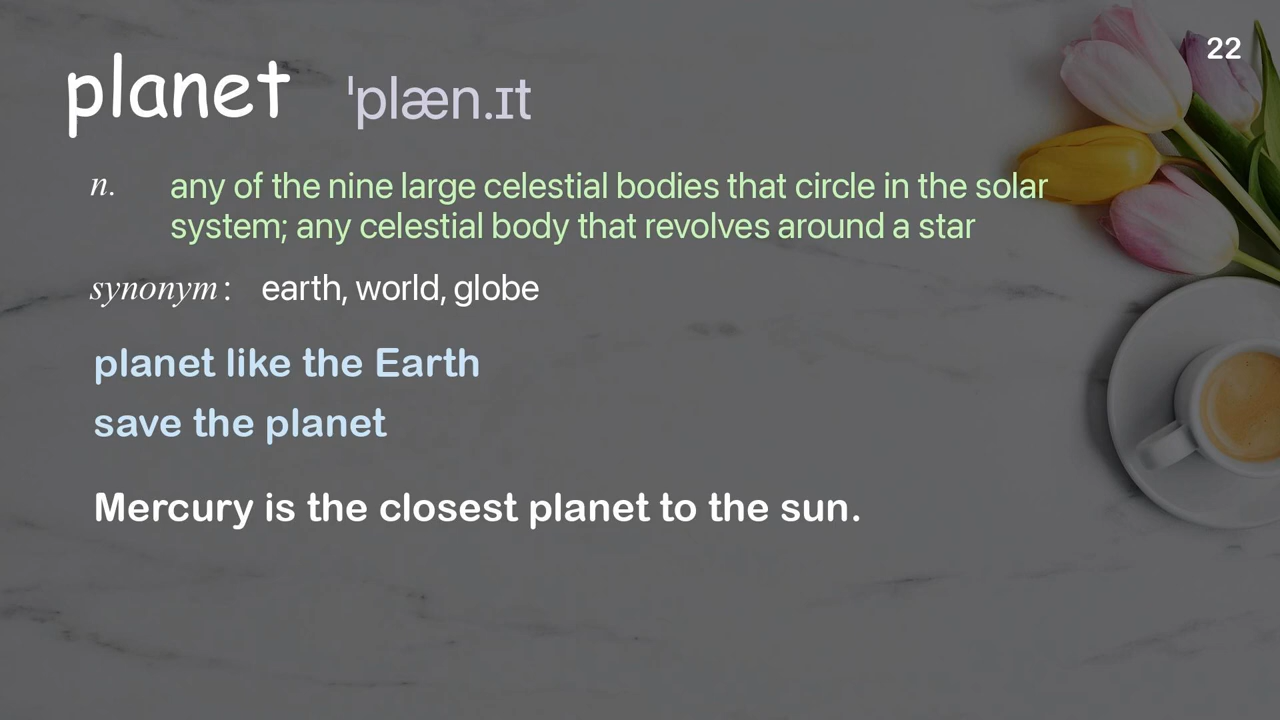 22
planet ˈplæn.ɪt
n. any of the nine large celestial bodies that circle in the solar
system; any celestial body that revolves around a star
synonym: earth, world, globe
planet like the Earth
save the planet
Mercury is the closest planet to the sun.